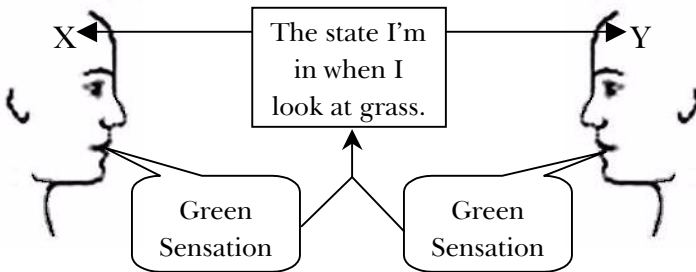 X
The state I'm
in when I
look at grass.
Y
Green
Sensation
Green
Sensation